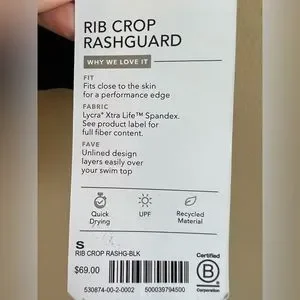 RIB CROP
RASHGUARD
WHY WE LOVE IT
FIT
Fits close to the skin
for a performance edge
FABRIC
Lycra® Xtra Life™ Spandex.
See product label for
full fiber content.
FAVE
Unlined design
layers easily over
your swim top
Quick
Drying
UPF
Recycled
Material
S
RIB CROP RASHG-BLK
$69.00
530874-00-2-0002
500039794500
Certified
B
Corporation